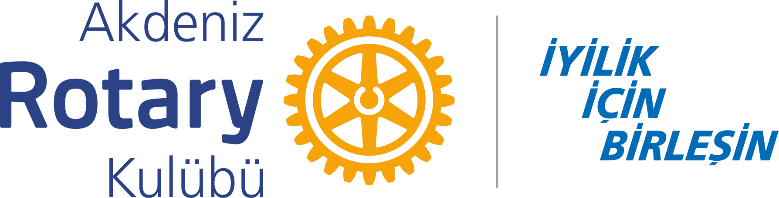 Akdeniz
Rotary
Kulübü
İYİLİK
İÇİN
BİRLEŞİN